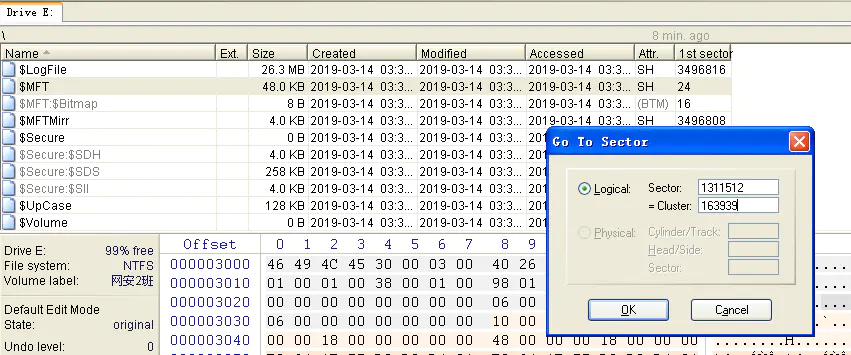 Drive E:
\ 8 min. ago
Name Ext. Size Created Modified Accessed Attr. 1st sector
$LogFile 26.3 MB 2019-03-14 03:3... 2019-03-14 03:3... 2019-03-14 03:3... SH 3496816
$MFT 48.0 KB 2019-03-14 03:3... 2019-03-14 03:3... 2019-03-14 03:3... SH 24
$MFT:$Bitmap 8 B 2019-03-14 03:3... 2019-03-14 03:3... 2019-03-14 03:3... (BTM) 16
$MFTMirr 4.0 KB 2019-03-14 03:3... 2019-03-14 03:3... 2019-03-14 03:3... SH 3496808
$Secure 0 B 2019-03-14 03:3... 2019-03-14 03:3...
$Secure:$SDH 4.0 KB 2019-03-14 03:3... 2019-03-14 03:3...
$Secure:$SDS 258 KB 2019-03-14 03:3... 2019-03-14 03:3...
$Secure:$SII 4.0 KB 2019-03-14 03:3... 2019-03-14 03:3...
$UpCase 128 KB 2019-03-14 03:3... 2019-03-14 03:3...
$Volume 0 B 2019-03-14 03:3... 2019-03-14 03:3...
Go To Sector
Logical: Sector: 1311512
= Cluster: 163939
Physical: Cylinder/Track:
Head/Side:
Sector:
OK Cancel
Drive E: 99% free
File system: NTFS
Volume label: 网安2班
Default Edit Mode
State: original
Undo level: 0
Offset 0 1 2 3 4 5 6 7 8 9
000003000 46 49 4C 45 30 00 03 00 40 26
000003010 01 00 01 00 38 00 01 00 98 01
000003020 00 00 00 00 00 00 00 00 06 00
000003030 06 00 00 00 00 00 00 00 10 00
000003040 00 00 18 00 00 00 00 00 48 00